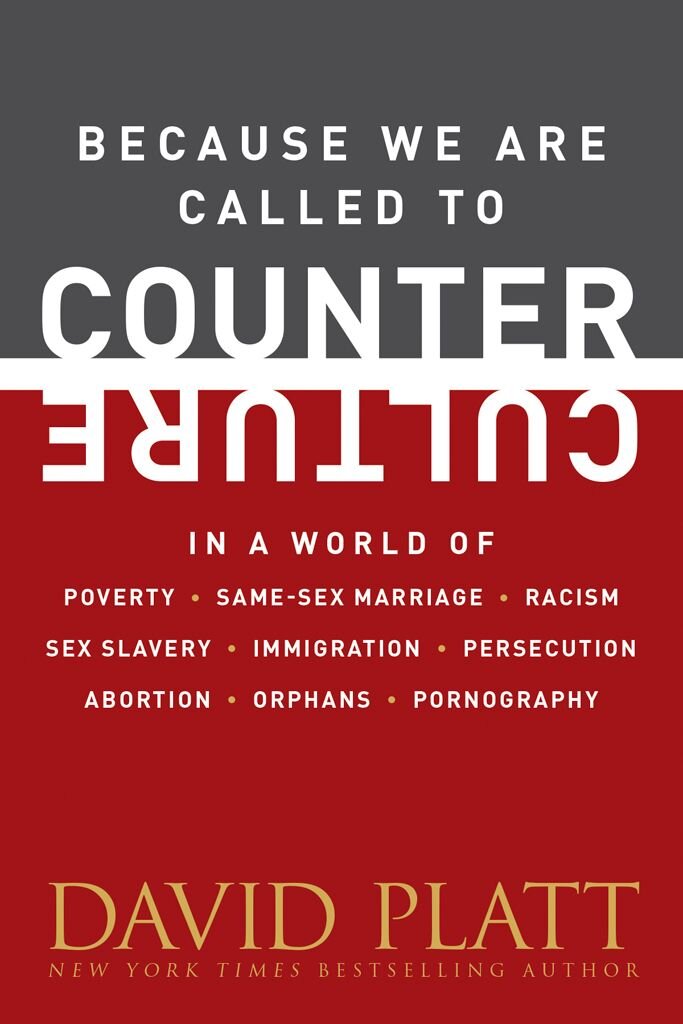 BECAUSE WE ARE
CALLED TO
COUNTER
CULTURE
IN A WORLD OF
POVERTY • SAME-SEX MARRIAGE • RACISM
SEX SLAVERY • IMMIGRATION • PERSECUTION
ABORTION • ORPHANS • PORNOGRAPHY
DAVID PLATT
NEW YORK TIMES BESTSELLING AUTHOR